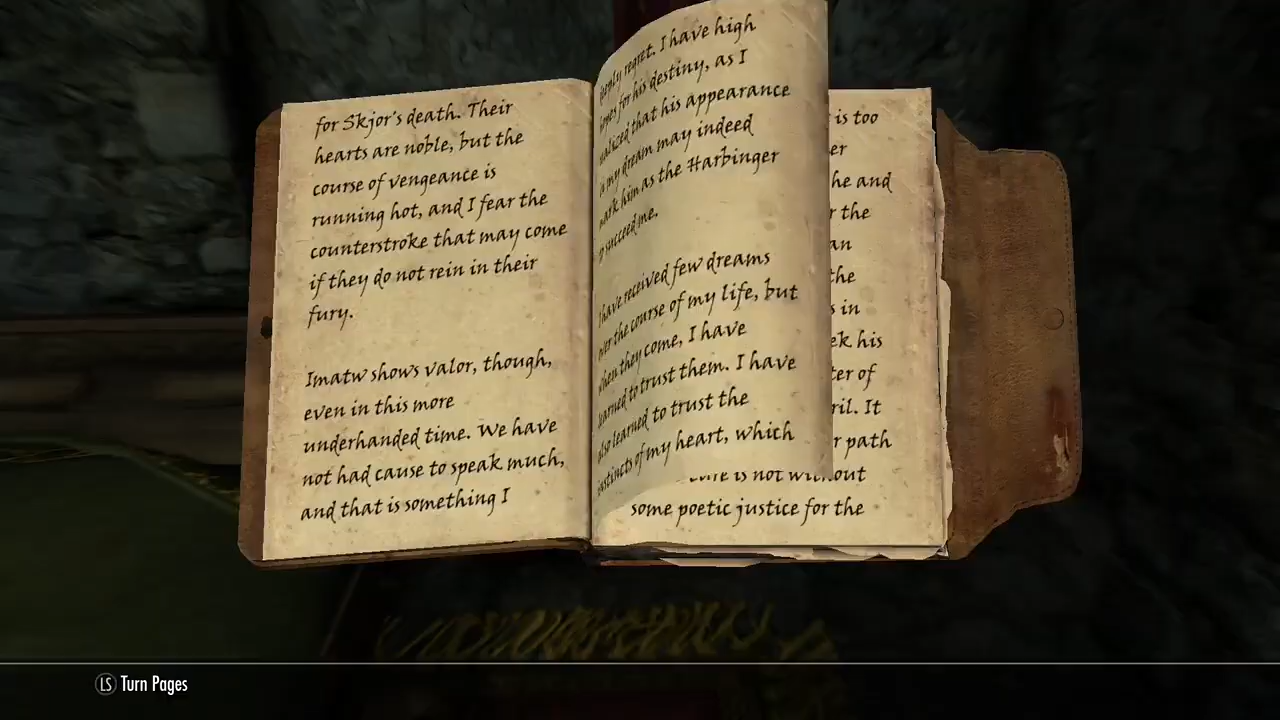 for Skjor's death. Their
hearts are noble, but the
course of vengeance is
running hot, and I fear the
counterstroke that may come
if they do not rein in their
fury.
Imatw shows valor, though,
even in this more
underhanded time. We have
not had cause to speak much,
and that is something I
deeply regret. I have high
hopes for his destiny, as I
realized that his appearance
in my dream may indeed
mark him as the Harbinger
to succeed me.
I have received few dreams
over the course of my life, but
when they come, I have
learned to trust them. I have
also learned to trust the
instincts of my heart, which
is too
he and
the
the
in
his
of
It
path
is not without
some poetic justice for the
LS Turn Pages